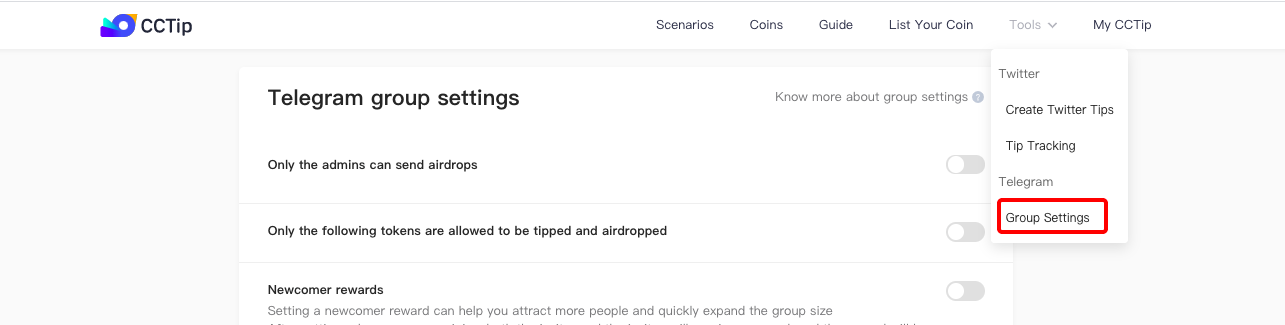 CCTip
Scenarios
Coins
Guide
List Your Coin
Tools
My CCTip
Twitter
Create Twitter Tips
Tip Tracking
Telegram
Group Settings
Telegram group settings
Know more about group settings ?
Only the admins can send airdrops
Only the following tokens are allowed to be tipped and airdropped
Newcomer rewards
Setting a newcomer reward can help you attract more people and quickly expand the group size